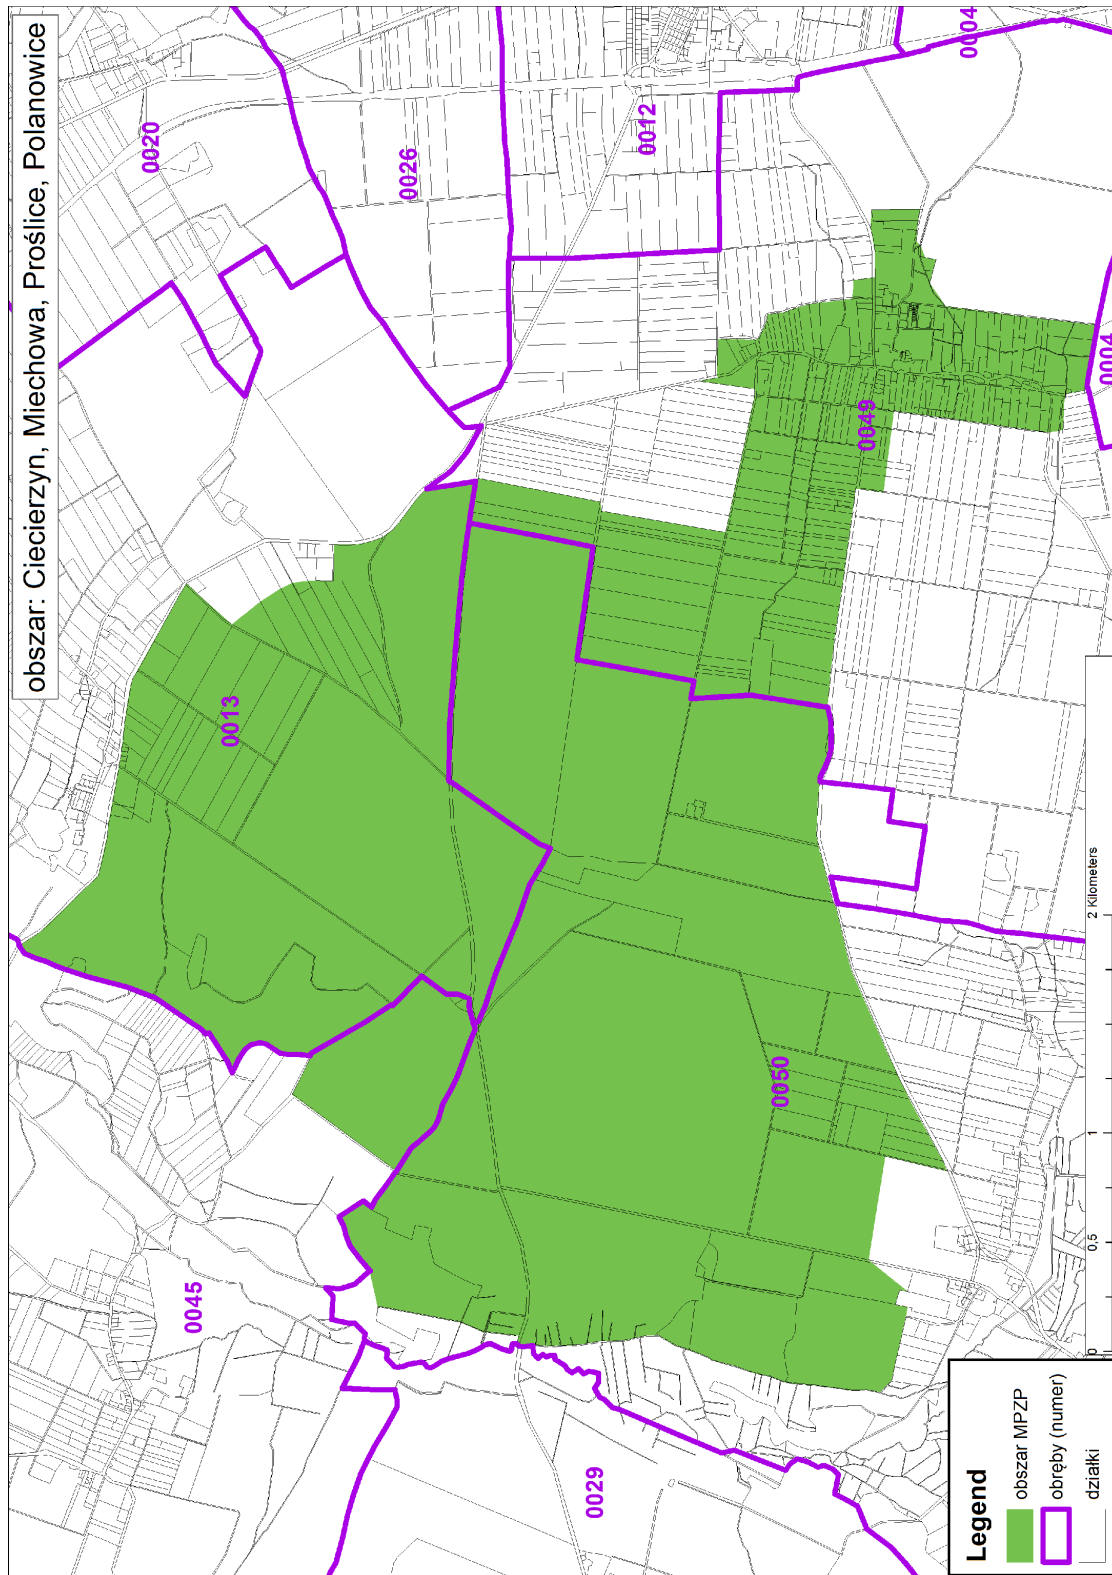 obszar: Ciecierzyn, Miechowa, Proślice, Polanowice
0020
0026
0012
0004
0013
0049
0004
0045
0050
0029
0
0,5
1
2 Kilometers
Legend
obszar MPZP
obręby (numer)
działki